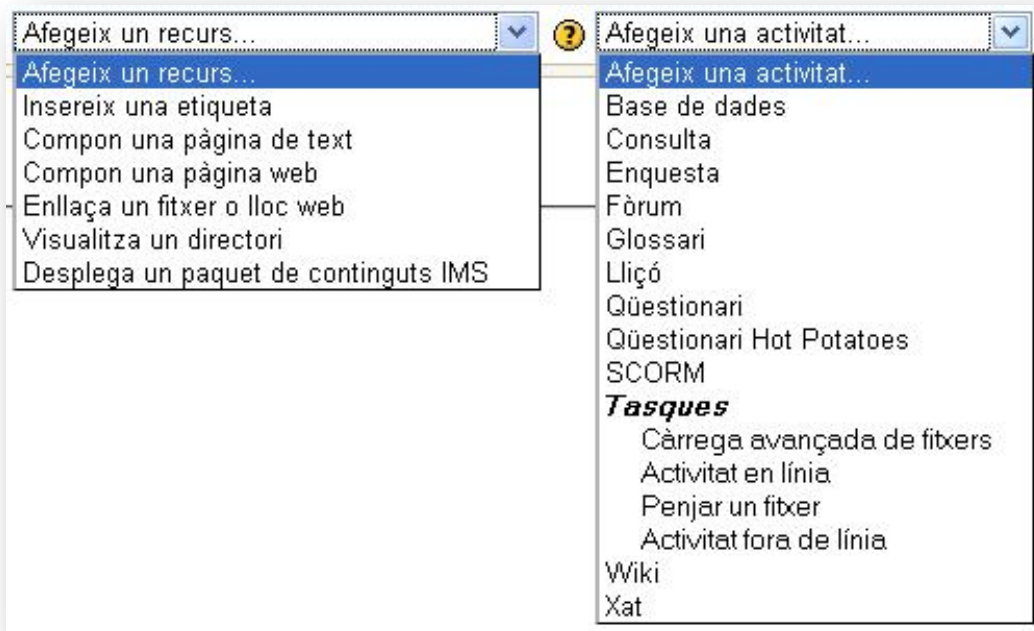 Afegeix un recurs...
Afegeix un recurs...
Insereix una etiqueta
Compon una pàgina de text
Compon una pàgina web
Enllaça un fitxer o lloc web
Visualitza un directori
Desplega un paquet de continguts IMS
?
Afegeix una activitat...
Afegeix una activitat...
Base de dades
Consulta
Enquesta
Fòrum
Glossari
Lliçó
Qüestionari
Qüestionari Hot Potatoes
SCORM
Tasques
Càrrega avançada de fitxers
Activitat en línia
Penjar un fitxer
Activitat fora de línia
Wiki
Xat